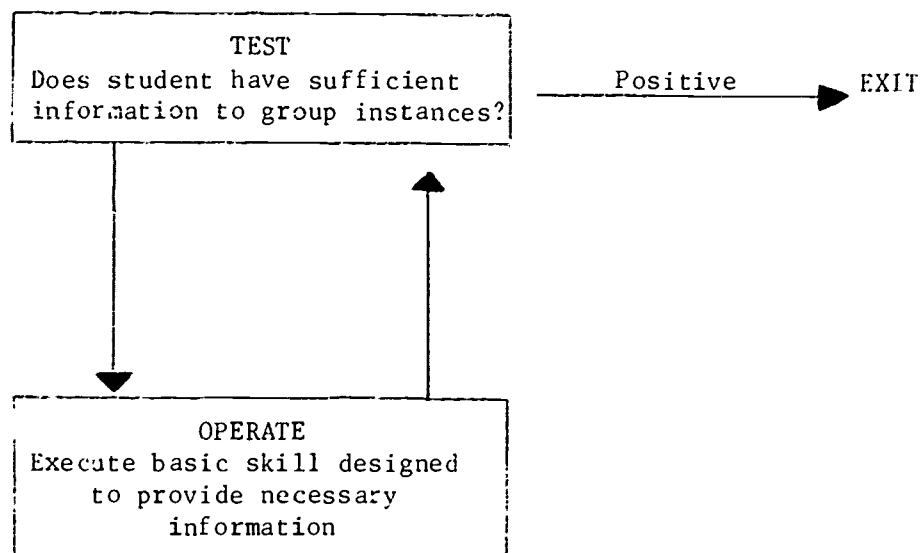 TEST
Does student have sufficient
information to group instances?
Positive
EXIT
OPERATE
Execute basic skill designed
to provide necessary
information